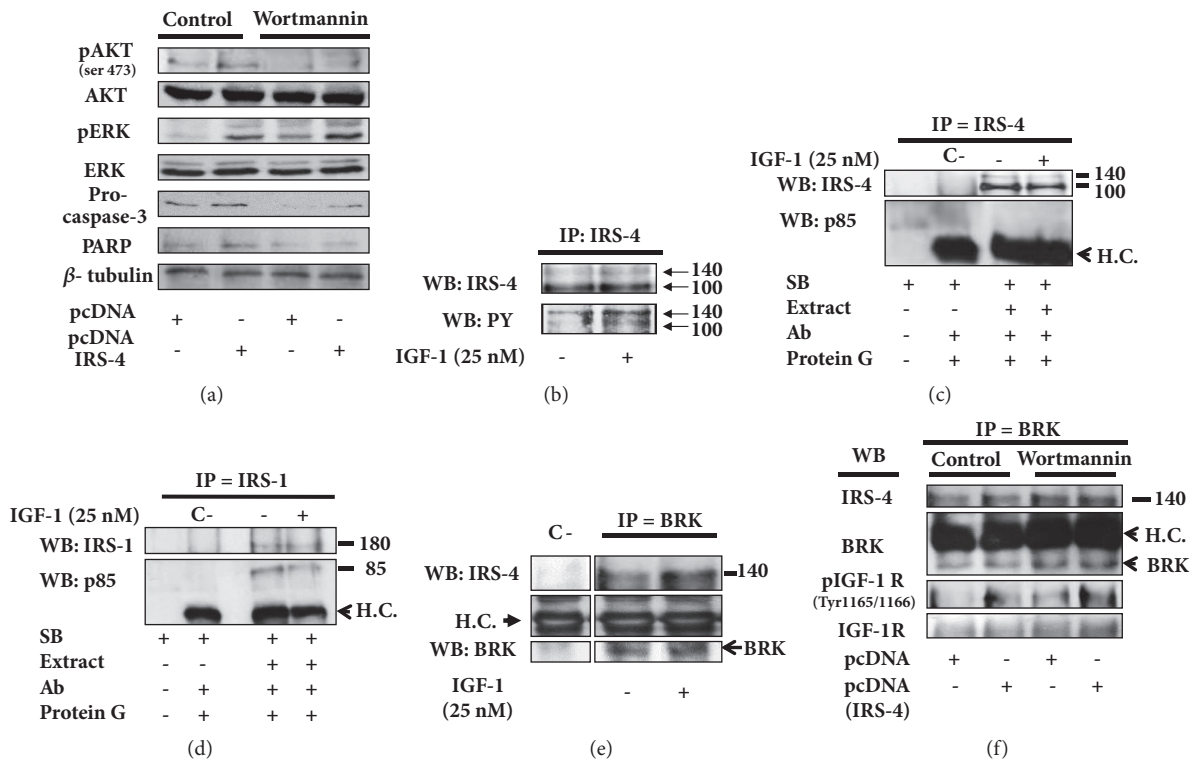 Control Wortmannin
pAKT
(ser 473)
AKT
pERK
ERK
Pro-
caspase-3
PARP
β- tubulin
pcDNA + - + -
pcDNA
IRS-4 - + - +
(a)
IP: IRS-4
WB: IRS-4 140
100
WB: PY 140
100
IGF-1 (25 nM) - +
(b)
IP = IRS-4
IGF-1 (25 nM) C- - +
WB: IRS-4 140
100
WB: p85
H.C.
SB + + + +
Extract - - + +
Ab - + + +
Protein G - + + +
(c)
IP = IRS-1
IGF-1 (25 nM) C- - +
WB: IRS-1 180
WB: p85 85
H.C.
SB + + + +
Extract - - + +
Ab - + + +
Protein G - + + +
(d)
C- IP = BRK
WB: IRS-4 140
H.C.
WB: BRK BRK
IGF-1
(25 nM) - +
(e)
IP = BRK
WB Control Wortmannin
IRS-4 140
BRK H.C.
BRK
pIGF-1 R
(Tyr1165/1166)
IGF-1R
pcDNA + - + -
pcDNA
(IRS-4) - + - +
(f)